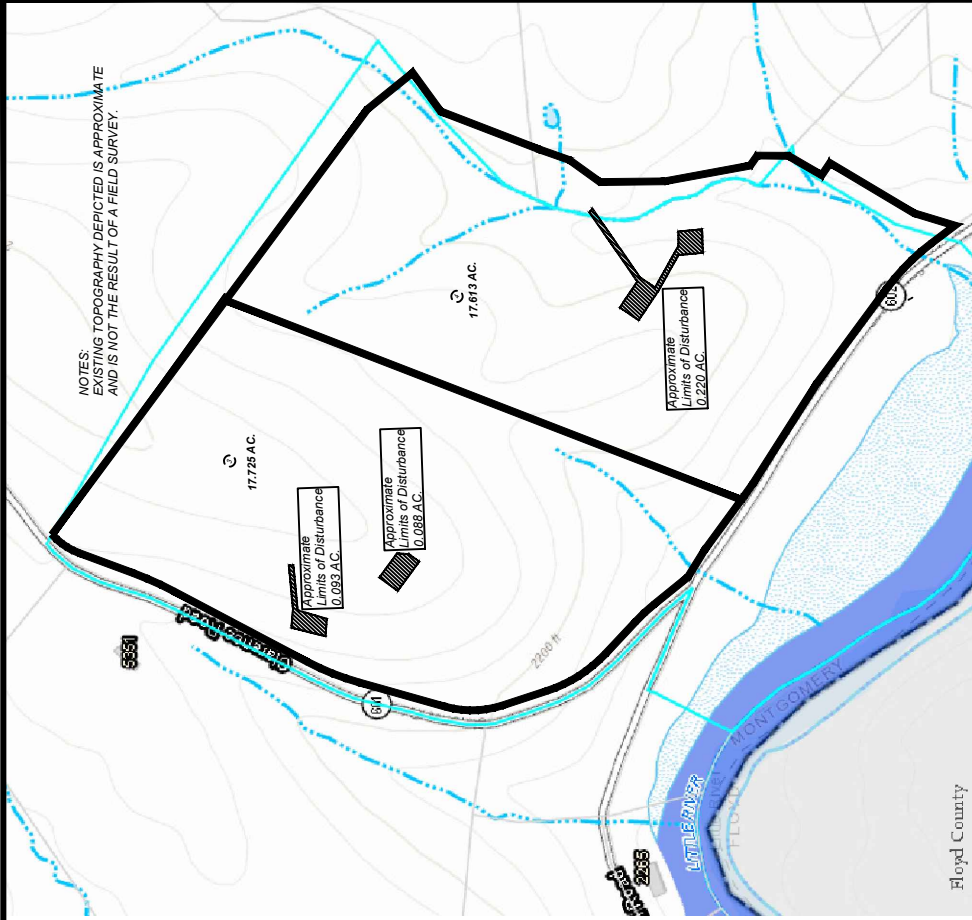 NOTES:
EXISTING TOPOGRAPHY DEPICTED IS APPROXIMATE
AND IS NOT THE RESULT OF A FIELD SURVEY.
17.613 AC.
17.725 AC.
Approximate
Limits of Disturbance
0.220 AC.
Approximate
Limits of Disturbance
0.088 AC.
Approximate
Limits of Disturbance
0.093 AC.
5351
2200 ft
LITTLE RIVER
MONTGOMERY
FLOYD
2265
Floyd County